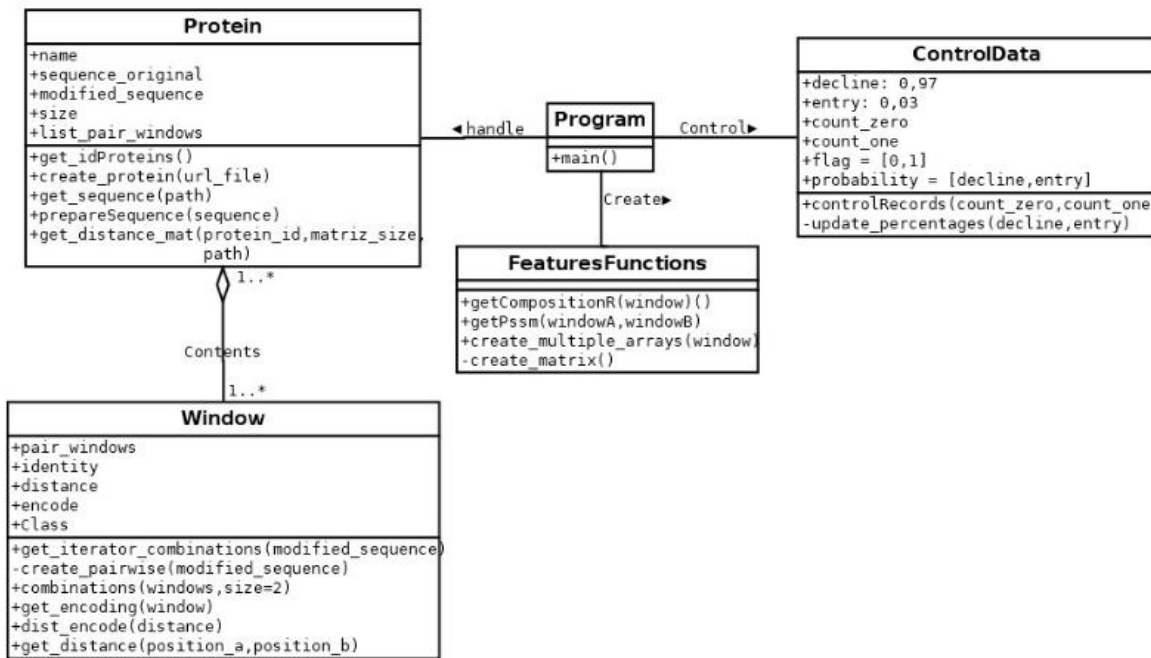 Protein
+name
+sequence_original
+modified_sequence
+size
+list_pair_windows
+get_idProteins()
+create_protein(url_file)
+get_sequence(path)
+prepareSequence(sequence)
+get_distance_mat(protein_id,matriz_size,
path)
◀handle
Program
+main()
Control▶
ControlData
+decline: 0,97
+entry: 0,03
+count_zero
+count_one
+flag = [0,1]
+probability = [decline,entry]
+controlRecords(count_zero,count_one
-update_percentages(decline,entry)
Create▶
FeaturesFunctions
+getCompositionR(window)()
+getPssm(windowA,windowB)
+create_multiple_arrays(window)
-create_matrix()
1..*
Contents
1..*
Window
+pair_windows
+identity
+distance
+encode
+Class
+get_iterator_combinations(modified_sequence)
-create_pairwise(modified_sequence)
+combinations(windows,size=2)
+get_encoding(window)
+dist_encode(distance)
+get_distance(position_a,position_b)